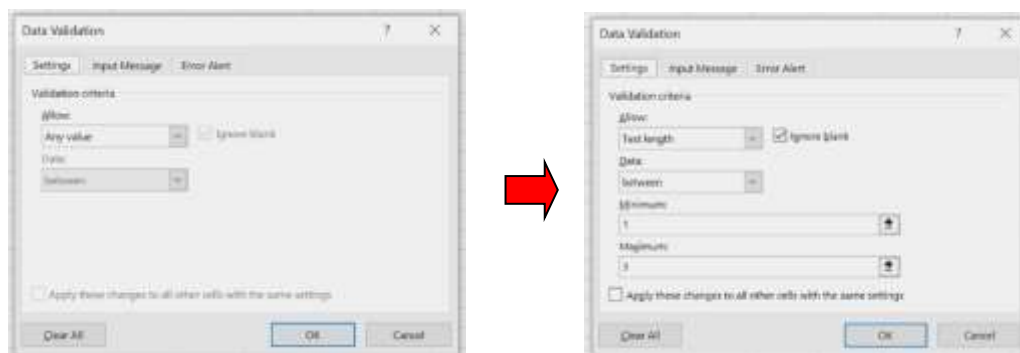 Data Validation ? ×
Settings Input Message Error Alert
Validation criteria
Allow:
Any value Ignore blank
Data:
between
Apply these changes to all other cells with the same settings
Clear All OK Cancel
Data Validation ? ×
Settings Input Message Error Alert
Validation criteria
Allow:
Text length Ignore blank
Data:
between
Minimum:
1
Maximum:
3
Apply these changes to all other cells with the same settings
Clear All OK Cancel